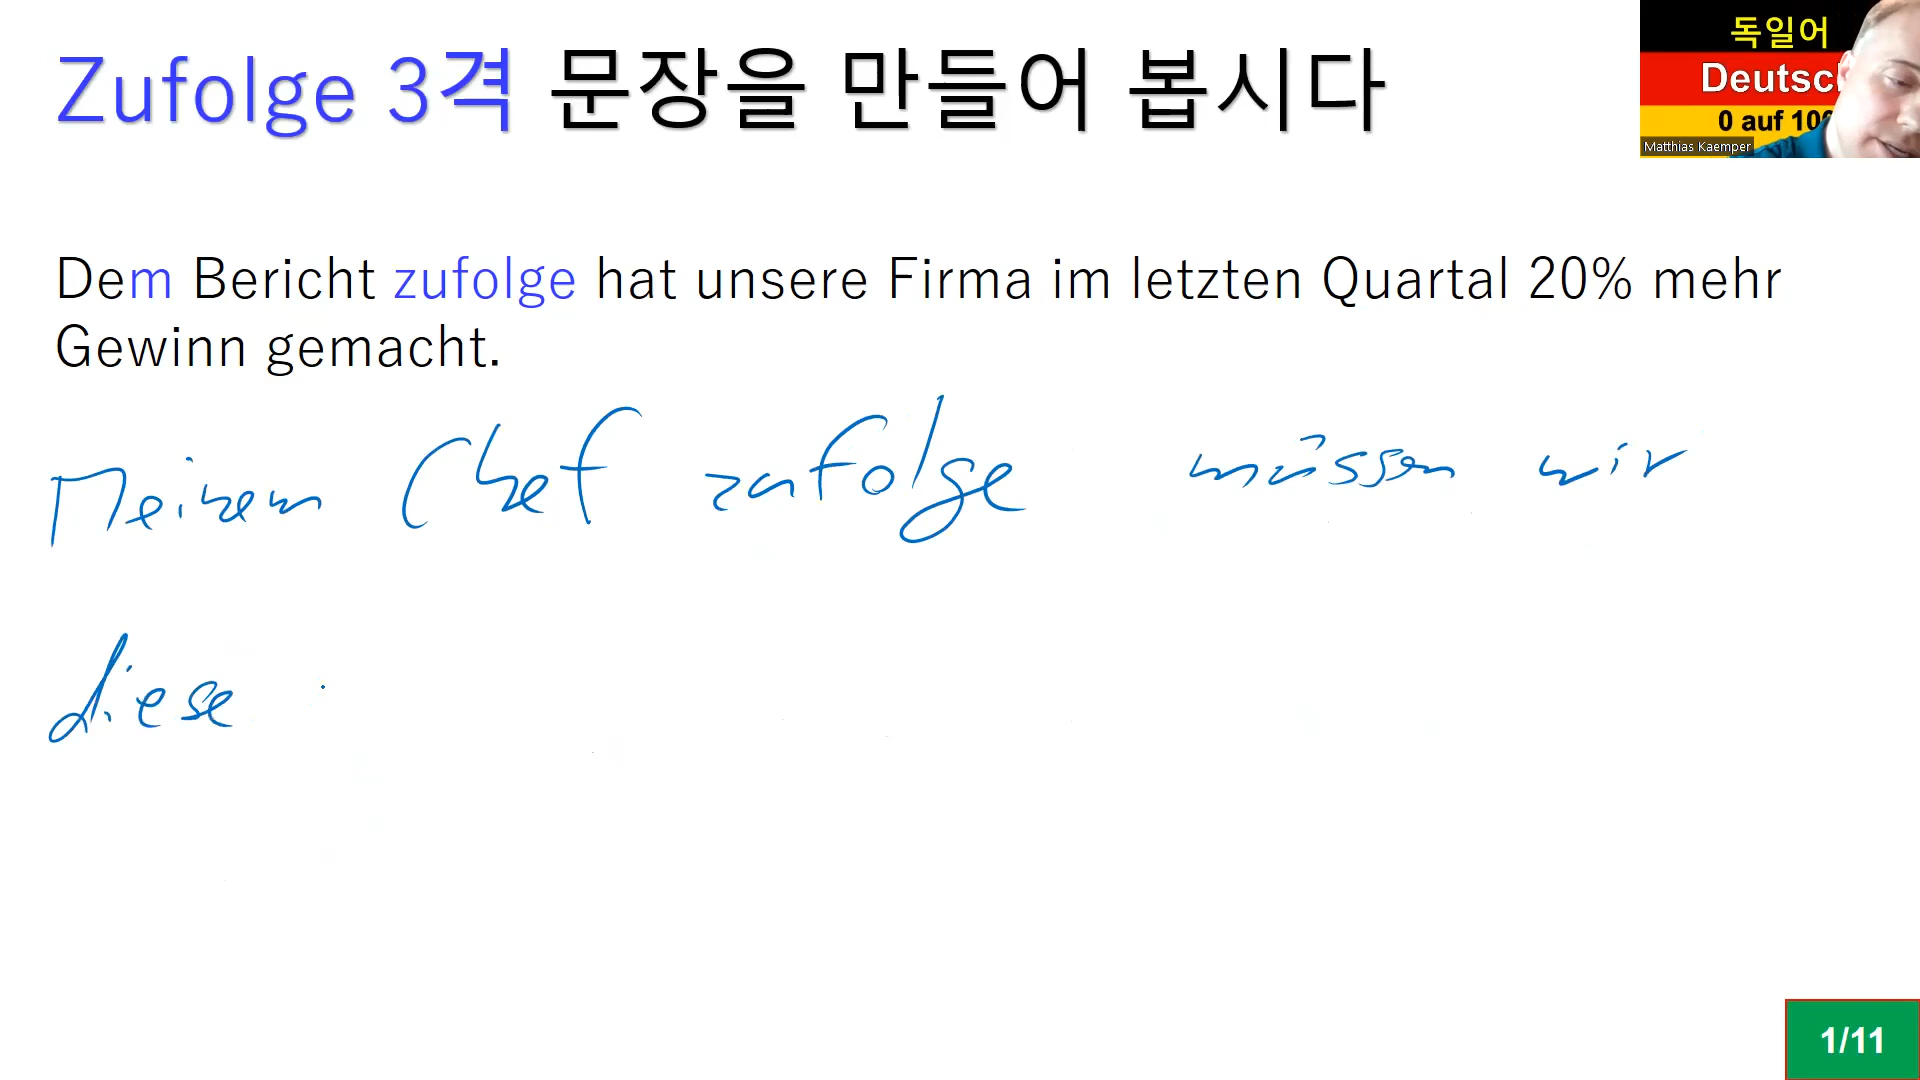 Zufolge 3격 문장을 만들어 봅시다
독일어
Deutsch
0 auf 100
Matthias Kaemper
Dem Bericht zufolge hat unsere Firma im letzten Quartal 20% mehr
Gewinn gemacht.
Meinem Chef zufolge müssen wir
diese
1/11